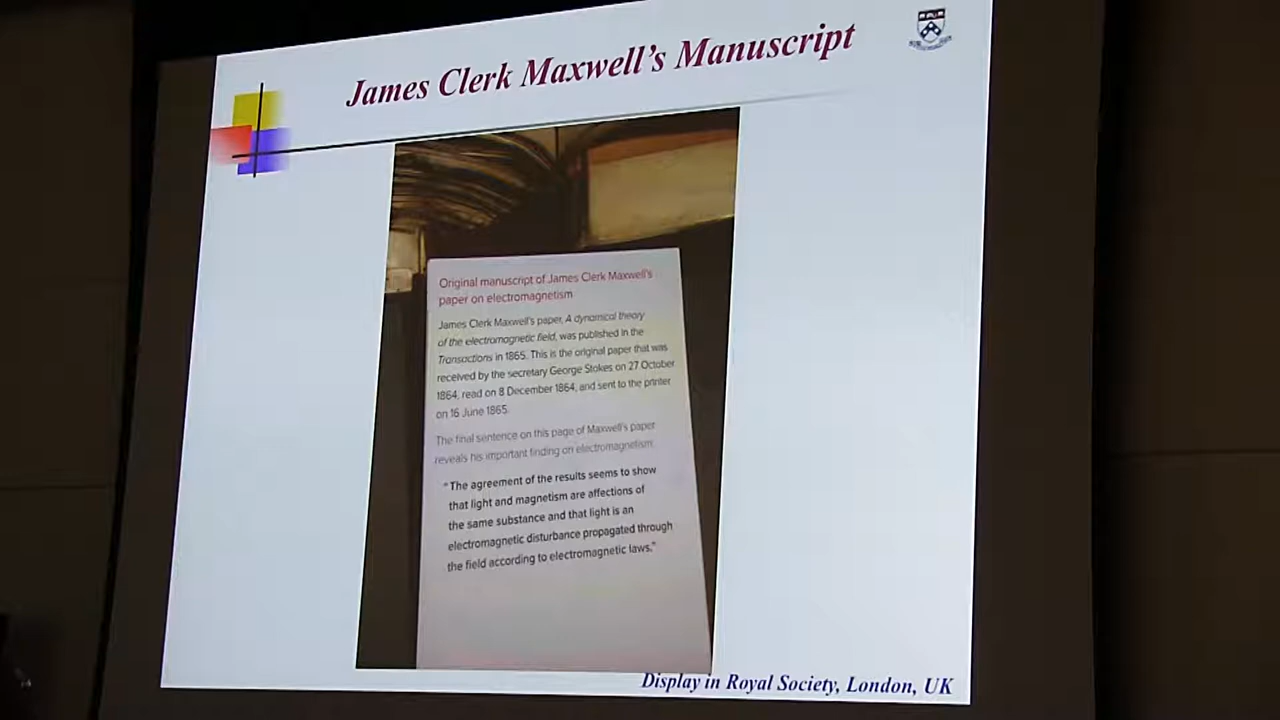 James Clerk Maxwell's Manuscript
Original manuscript of James Clerk Maxwell's
paper on electromagnetism
James Clerk Maxwell's paper, A dynamical theory
of the electromagnetic field, was published in the
Transactions in 1865. This is the original paper that was
received by the secretary George Stokes on 27 October
1864, read on 8 December 1864, and sent to the printer
on 16 June 1865.
The final sentence on this page of Maxwell's paper
reveals his important finding on electromagnetism:
"The agreement of the results seems to show
that light and magnetism are affections of
the same substance and that light is an
electromagnetic disturbance propagated through
the field according to electromagnetic laws."
Display in Royal Society, London, UK